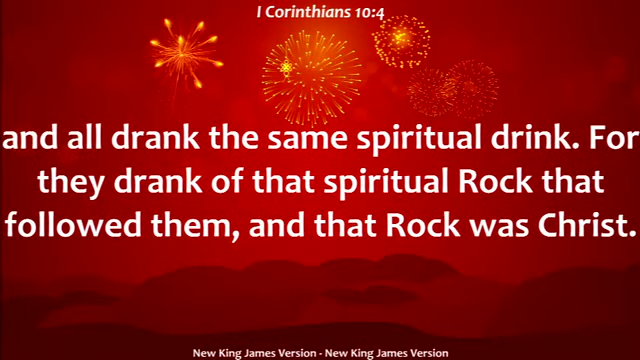 I Corinthians 10:4
and all drank the same spiritual drink. For
they drank of that spiritual Rock that
followed them, and that Rock was Christ.
New King James Version - New King James Version